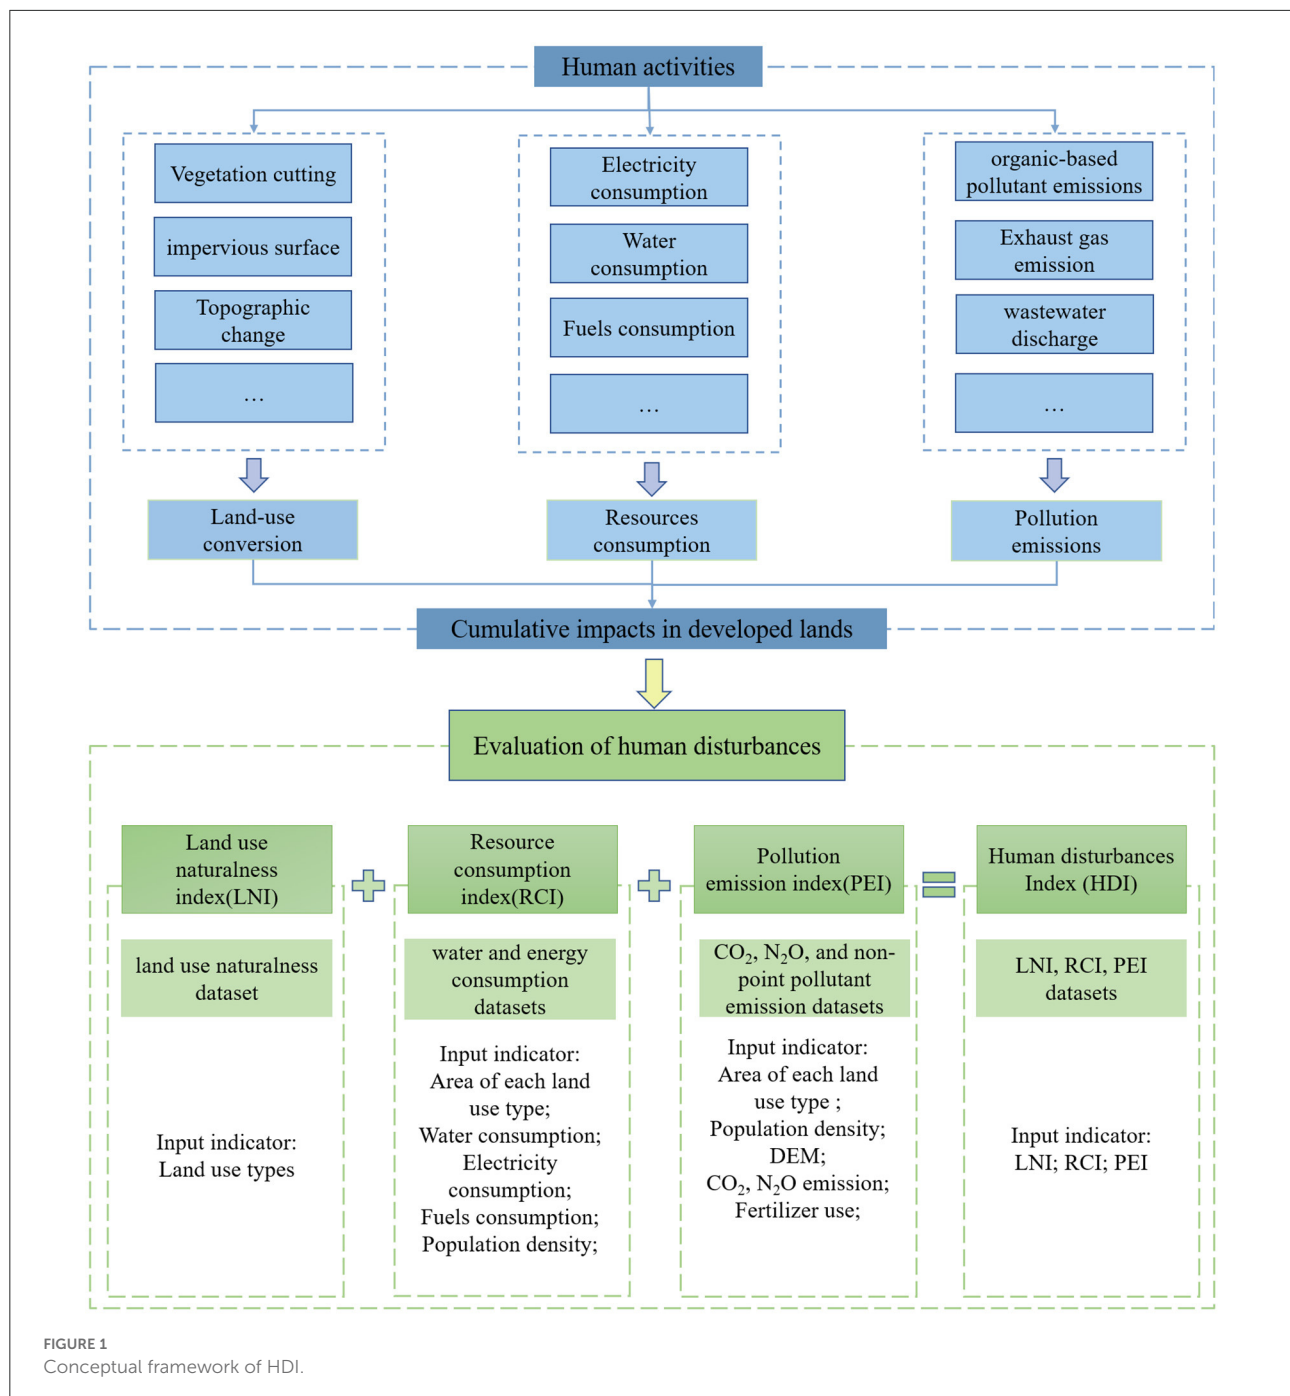 Human activities
Vegetation cutting
impervious surface
Topographic
change
…
Electricity
consumption
Water
consumption
Fuels consumption
…
organic-based
pollutant emissions
Exhaust gas
emission
wastewater
discharge
…
Land-use
conversion
Resources
consumption
Pollution
emissions
Cumulative impacts in developed lands
Evaluation of human disturbances
Land use
naturalness
index(LNI)
land use naturalness
dataset
Input indicator:
Land use types
Resource
consumption
index(RCI)
water and energy
consumption
datasets
Input indicator:
Area of each land
use type;
Water consumption;
Electricity
consumption;
Fuels consumption;
Population density;
Pollution
emission index(PEI)
CO₂, N₂O, and non-
point pollutant
emission datasets
Input indicator:
Area of each land
use type ;
Population density;
DEM;
CO₂, N₂O emission;
Fertilizer use;
Human disturbances
Index (HDI)
LNI, RCI, PEI
datasets
Input indicator:
LNI; RCI; PEI
FIGURE 1
Conceptual framework of HDI.